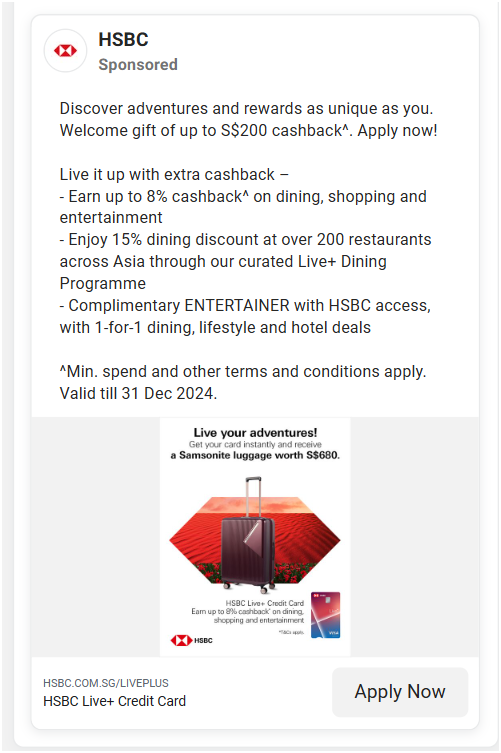 HSBC
Sponsored
Discover adventures and rewards as unique as you.
Welcome gift of up to S$200 cashback^. Apply now!
Live it up with extra cashback –
- Earn up to 8% cashback^ on dining, shopping and
entertainment
- Enjoy 15% dining discount at over 200 restaurants
across Asia through our curated Live+ Dining
Programme
- Complimentary ENTERTAINER with HSBC access,
with 1-for-1 dining, lifestyle and hotel deals
^Min. spend and other terms and conditions apply.
Valid till 31 Dec 2024.
Live your adventures!
Get your card instantly and receive
a Samsonite luggage worth S$680.
HSBC Live+ Credit Card
Earn up to 8% cashback^ on dining,
shopping and entertainment
^T&Cs apply.
VISA
HSBC
HSBC.COM.SG/LIVEPLUS
HSBC Live+ Credit Card
Apply Now